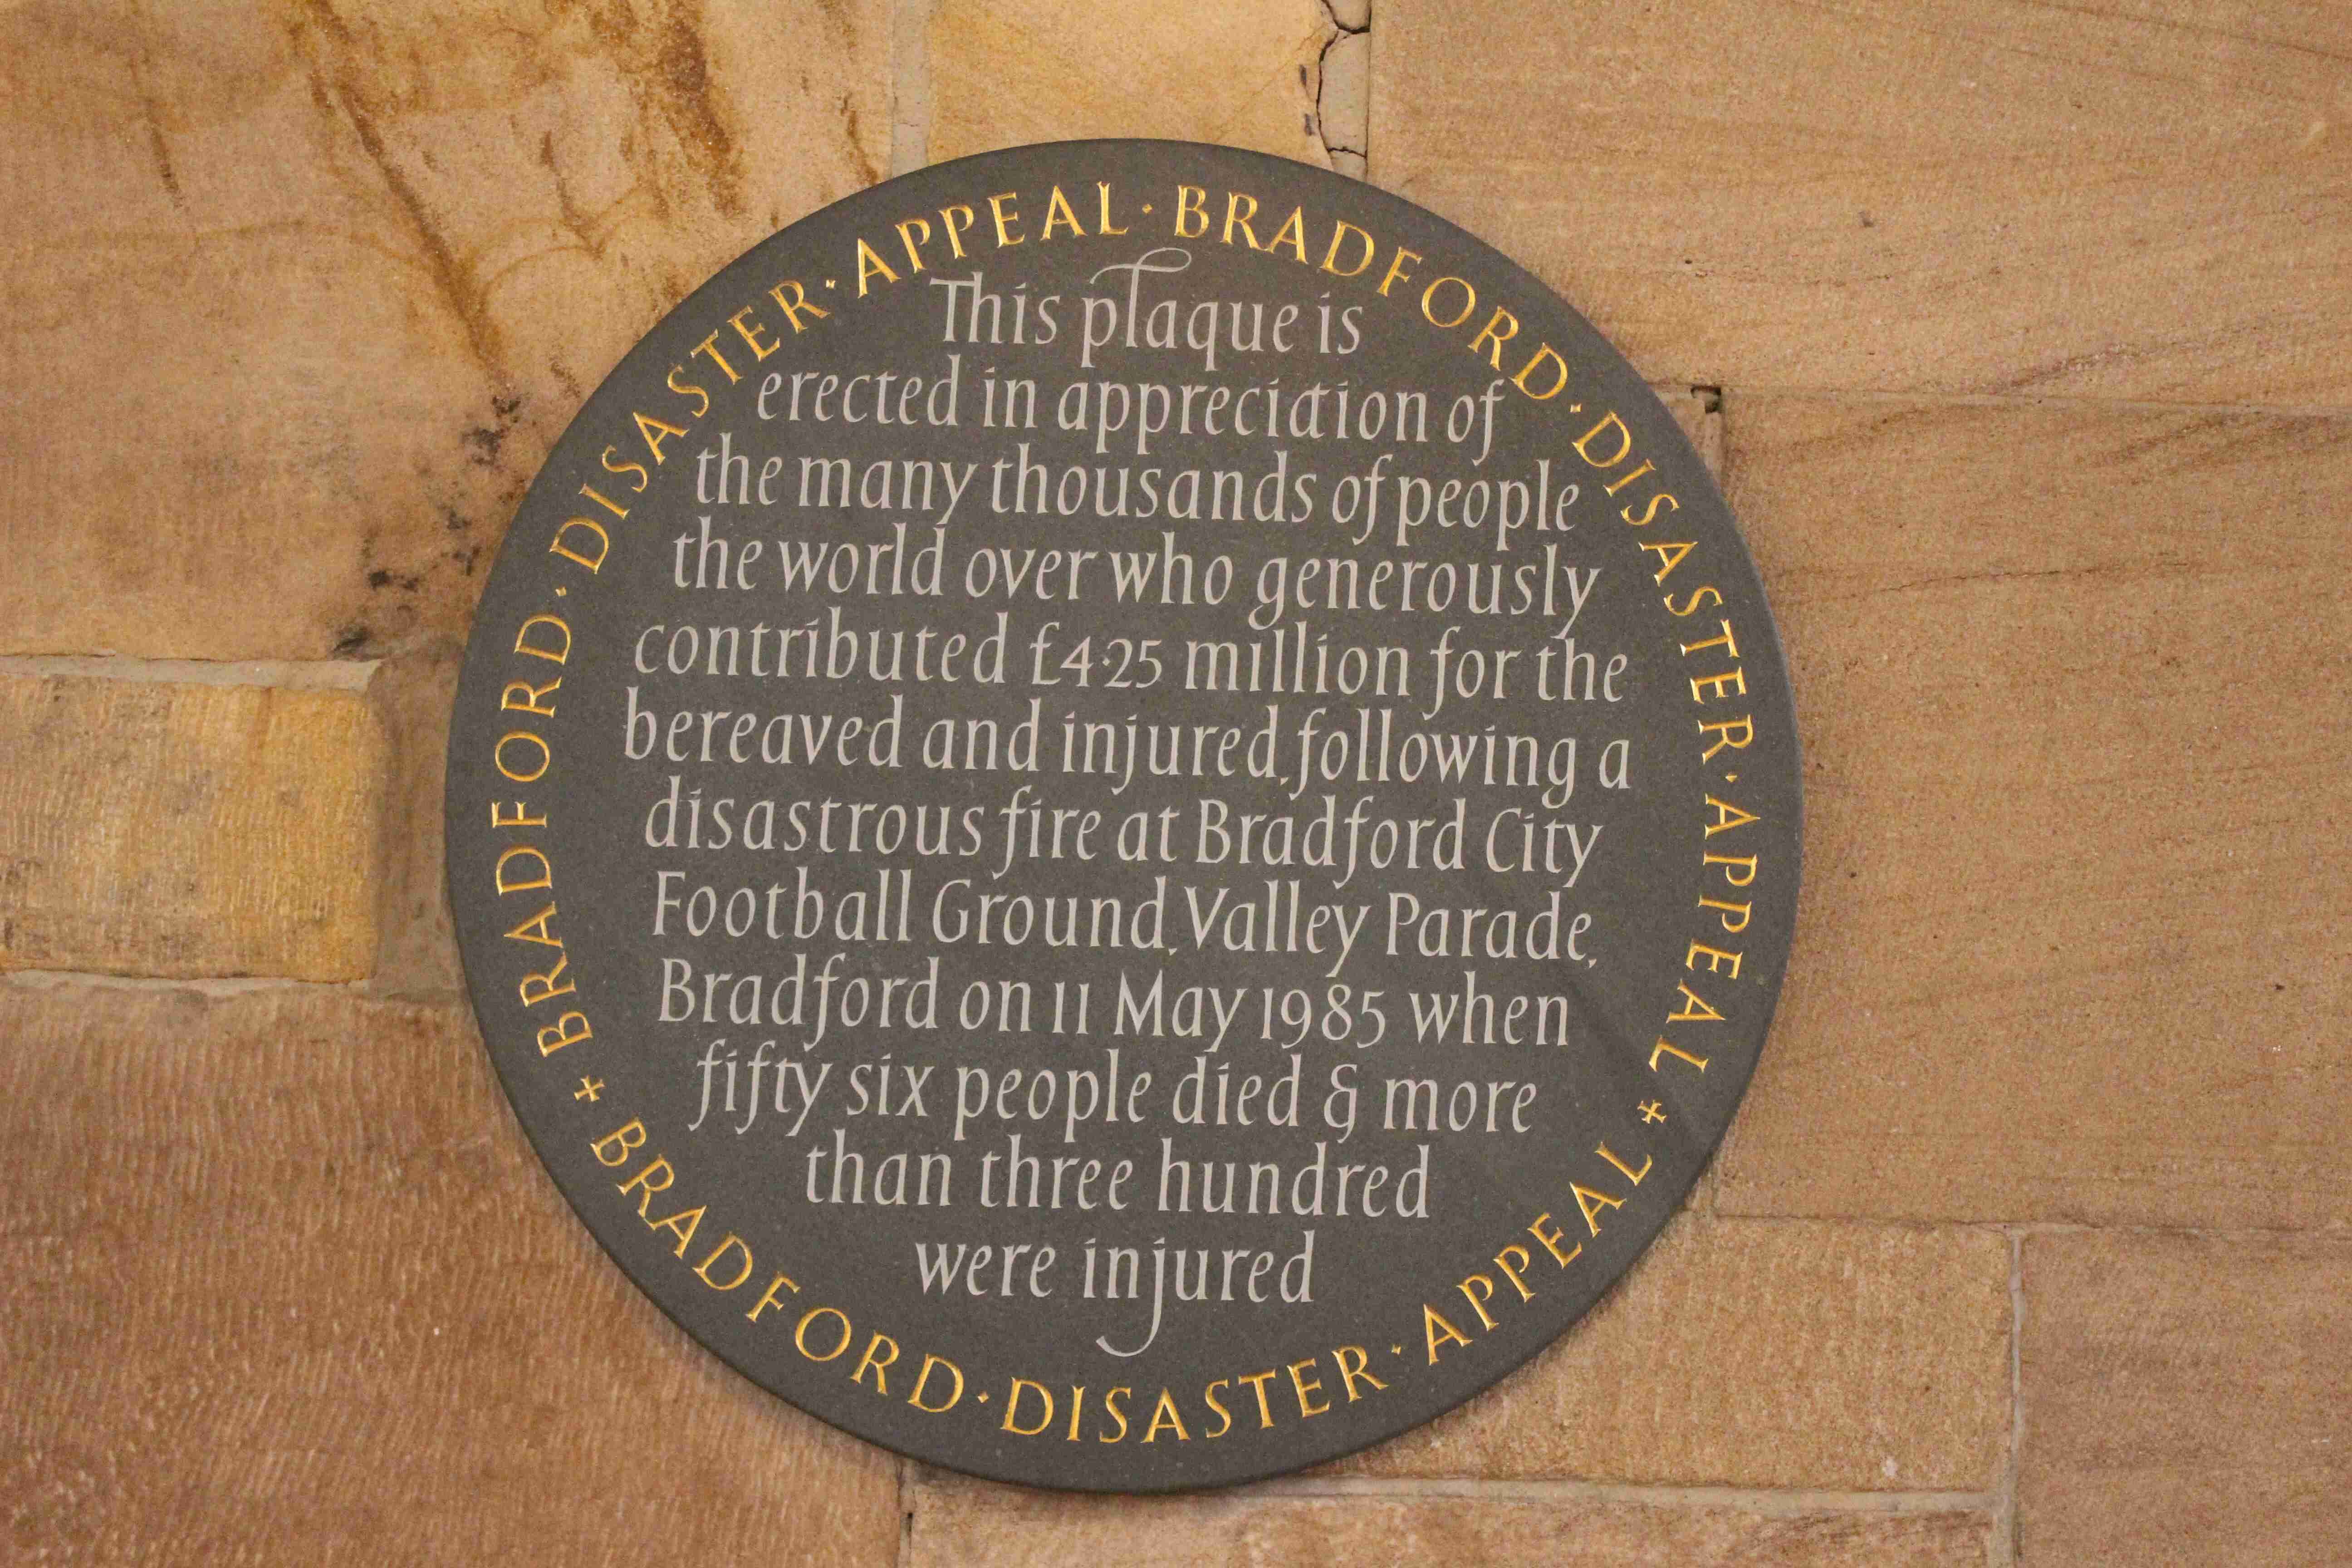 BRADFORD · DISASTER · APPEAL · BRADFORD · DISASTER · APPEAL
This plaque is
erected in appreciation of
the many thousands of people
the world over who generously
contributed £4·25 million for the
bereaved and injured, following a
disastrous fire at Bradford City
Football Ground, Valley Parade,
Bradford on 11 May 1985 when
fifty six people died & more
than three hundred
were injured
+ BRADFORD · DISASTER · APPEAL +